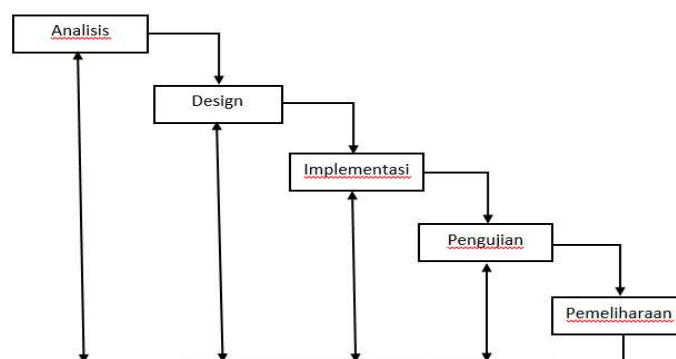 Analisis
Design
Implementasi
Pengujian
Pemeliharaan